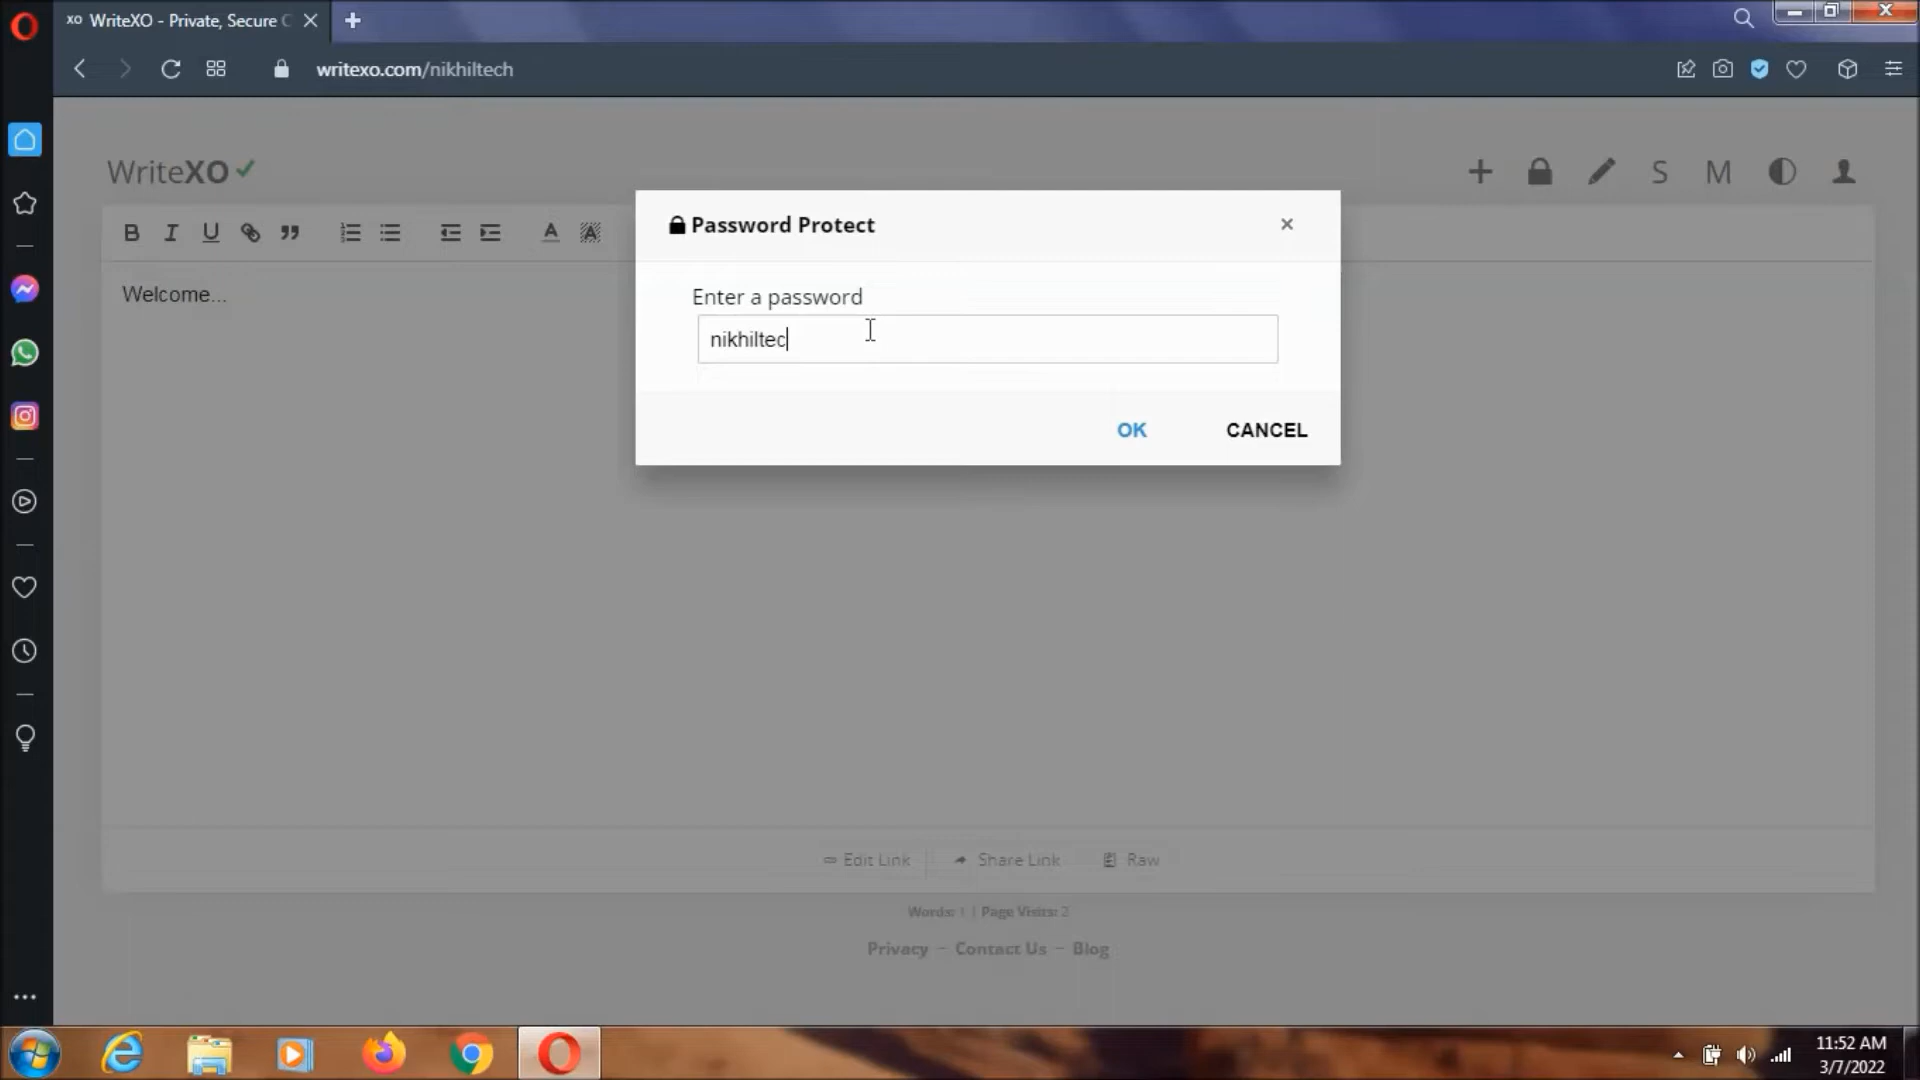 XO WriteXO - Private, Secure C
writexo.com/nikhiltech
WriteXO
S M
B I U
A A
Welcome...
Password Protect
Enter a password
nikhiltec
OK
CANCEL
Edit Link
Share Link
Raw
Words: 1 | Page Visits: 2
Privacy – Contact Us – Blog
11:52 AM
3/7/2022